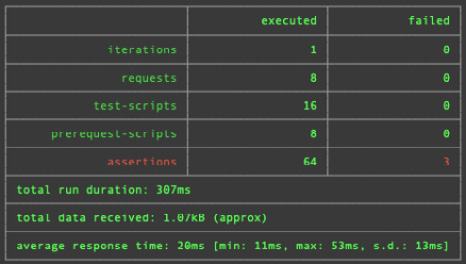 executed failed
iterations 1 0
requests 8 0
test-scripts 16 0
prerequest-scripts 8 0
assertions 64 3
total run duration: 307ms
total data received: 1.07kB (approx)
average response time: 20ms [min: 11ms, max: 53ms, s.d.: 13ms]